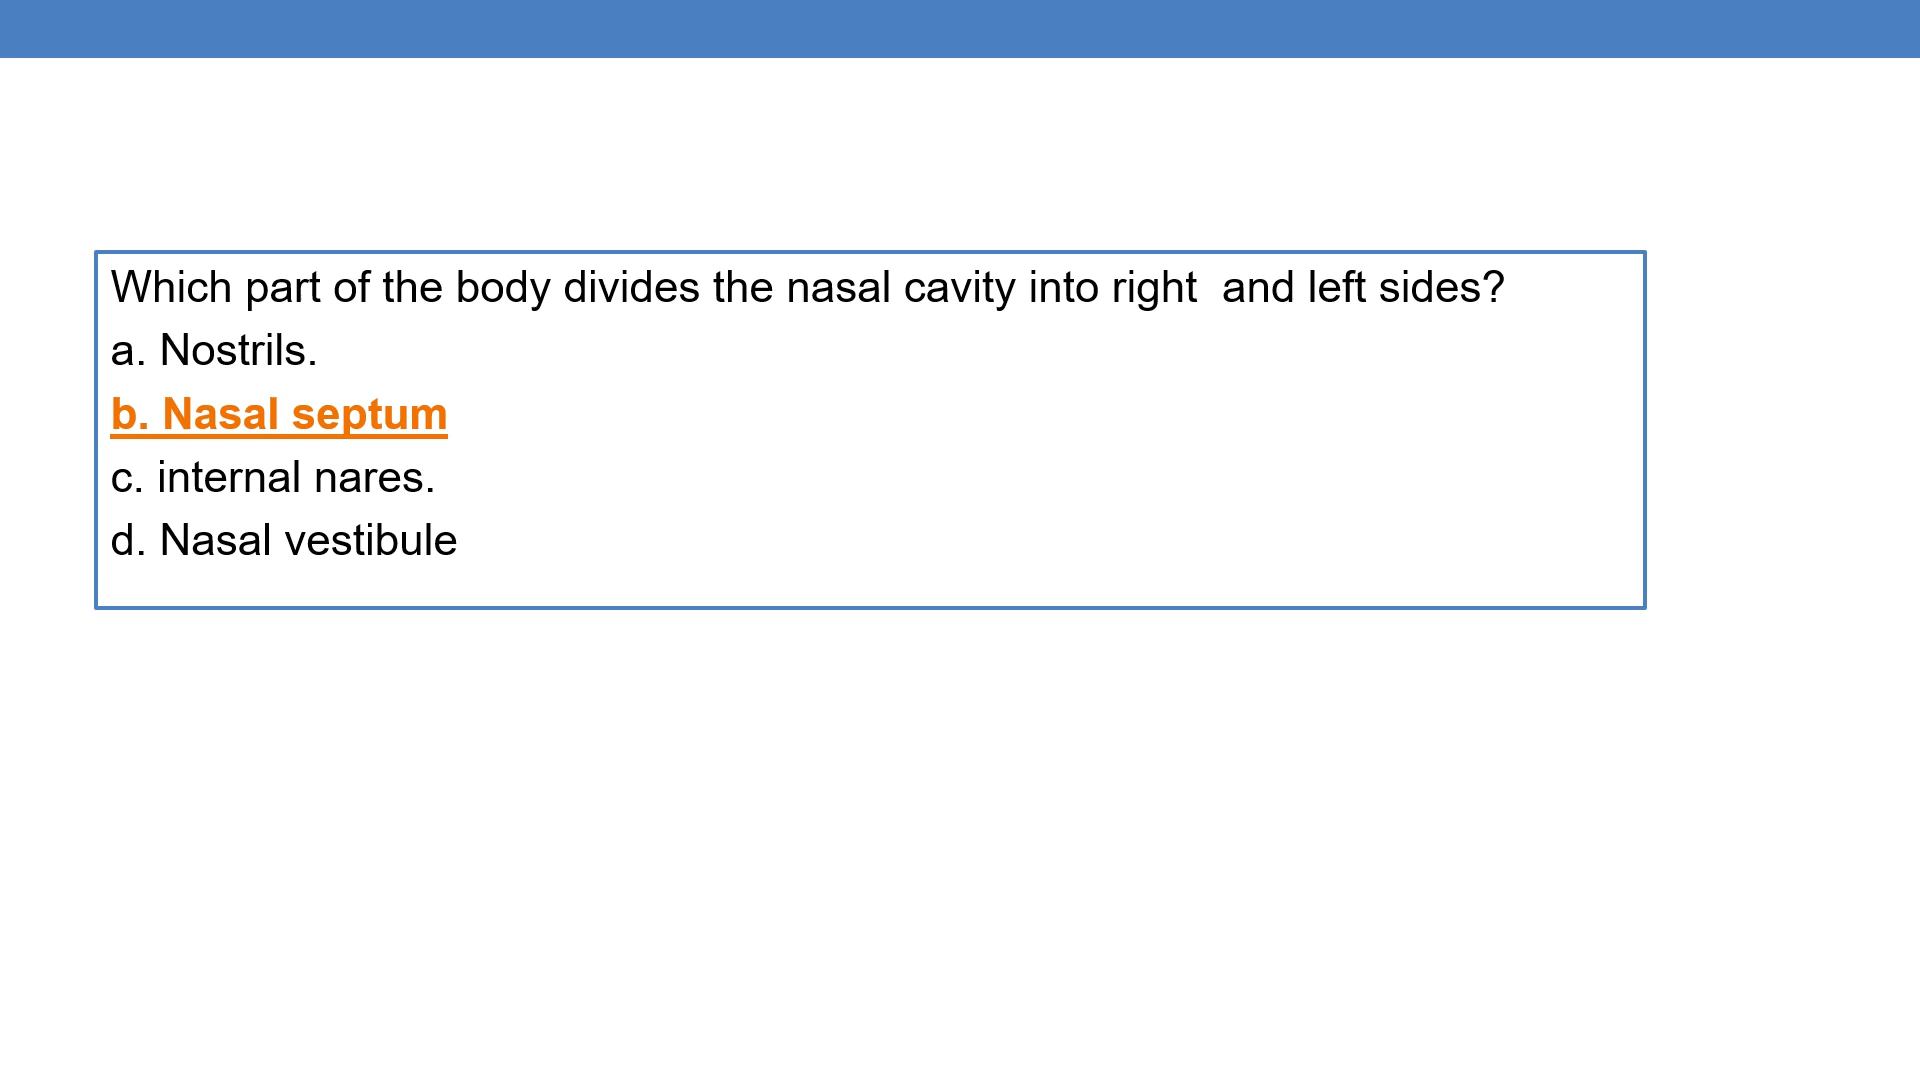 Which part of the body divides the nasal cavity into right  and left sides?
a. Nostrils.
b. Nasal septum
c. internal nares.
d. Nasal vestibule